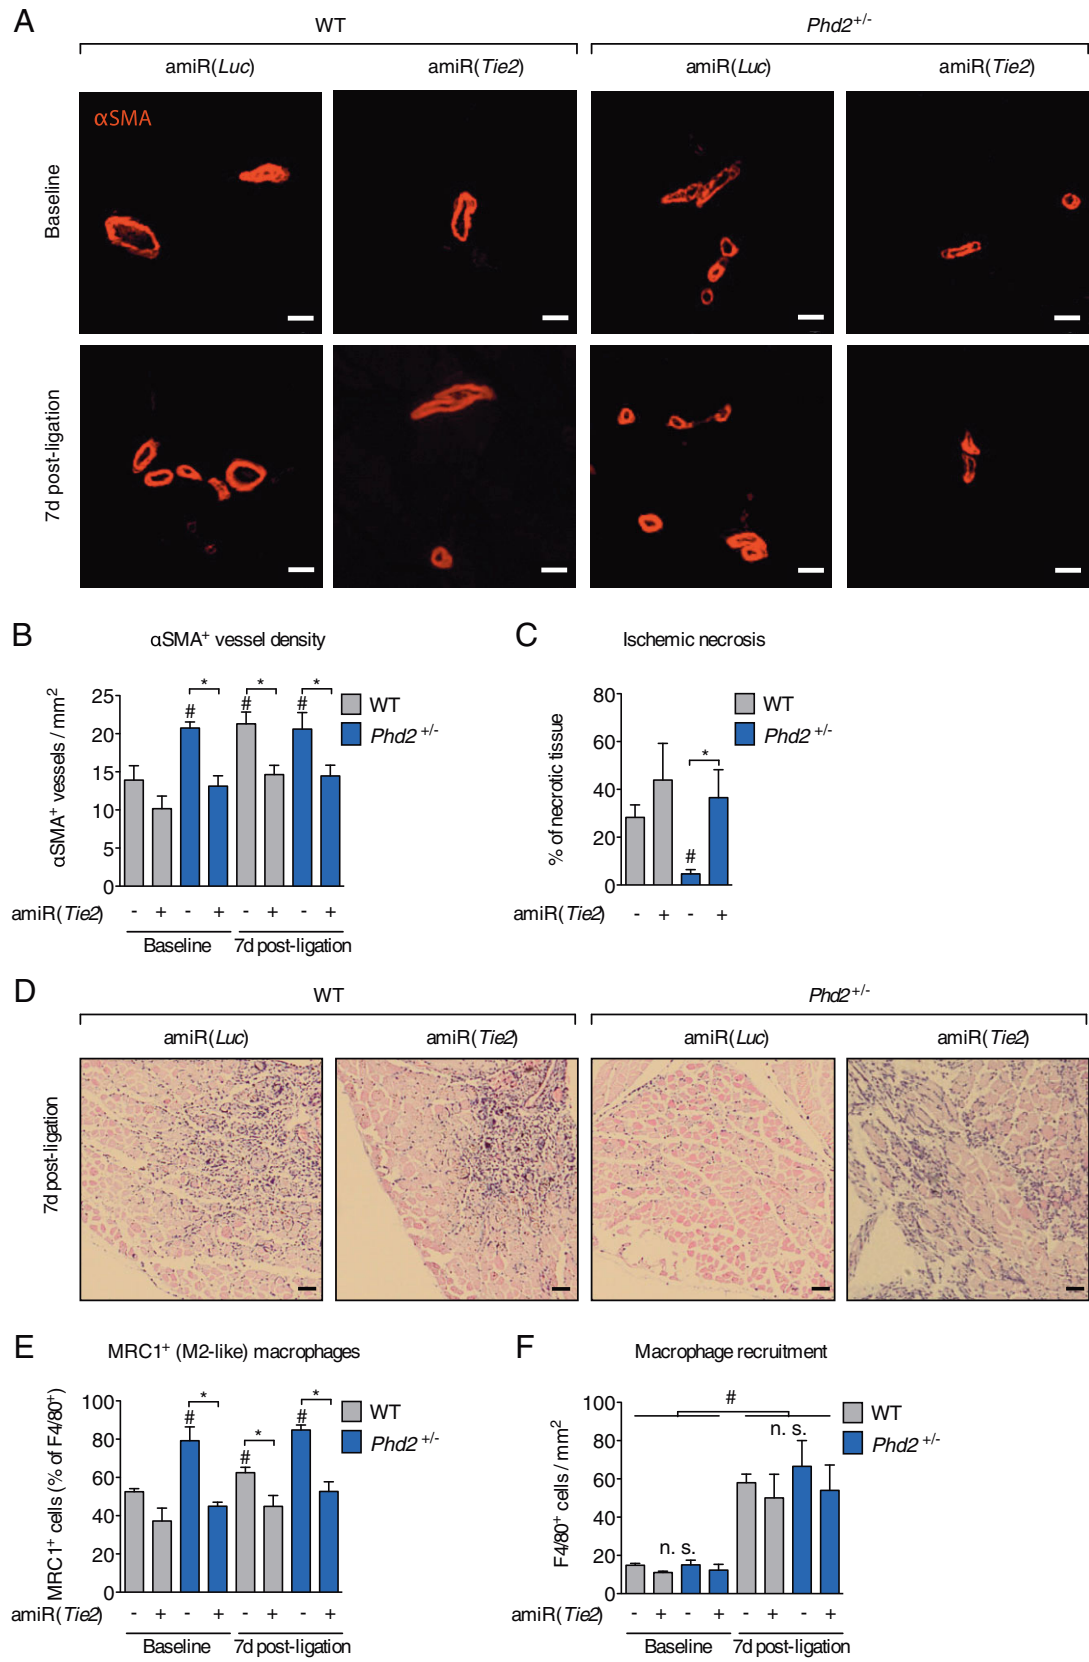 A
WT
Phd2+/-
amiR(Luc)
amiR(Tie2)
amiR(Luc)
amiR(Tie2)
αSMA
Baseline
7d post-ligation
B
αSMA+ vessel density
αSMA+ vessels / mm2
25
20
15
10
5
0
#
*
#
*
#
*
WT
Phd2 +/-
amiR(Tie2)
- + - + - + - +
Baseline
7d post-ligation
C
Ischemic necrosis
% of necrotic tissue
80
60
40
20
0
#
*
WT
Phd2 +/-
amiR(Tie2)
- + - +
D
WT
Phd2+/-
amiR(Luc)
amiR(Tie2)
amiR(Luc)
amiR(Tie2)
7d post-ligation
E
MRC1+ (M2-like) macrophages
MRC1+ cells (% of F4/80+)
100
80
60
40
20
0
#
*
#
*
#
*
WT
Phd2 +/-
amiR(Tie2)
- + - + - + - +
Baseline
7d post-ligation
F
Macrophage recruitment
F4/80+ cells / mm2
100
80
60
40
20
0
#
n. s.
n. s.
WT
Phd2 +/-
amiR(Tie2)
- + - + - + - +
Baseline
7d post-ligation